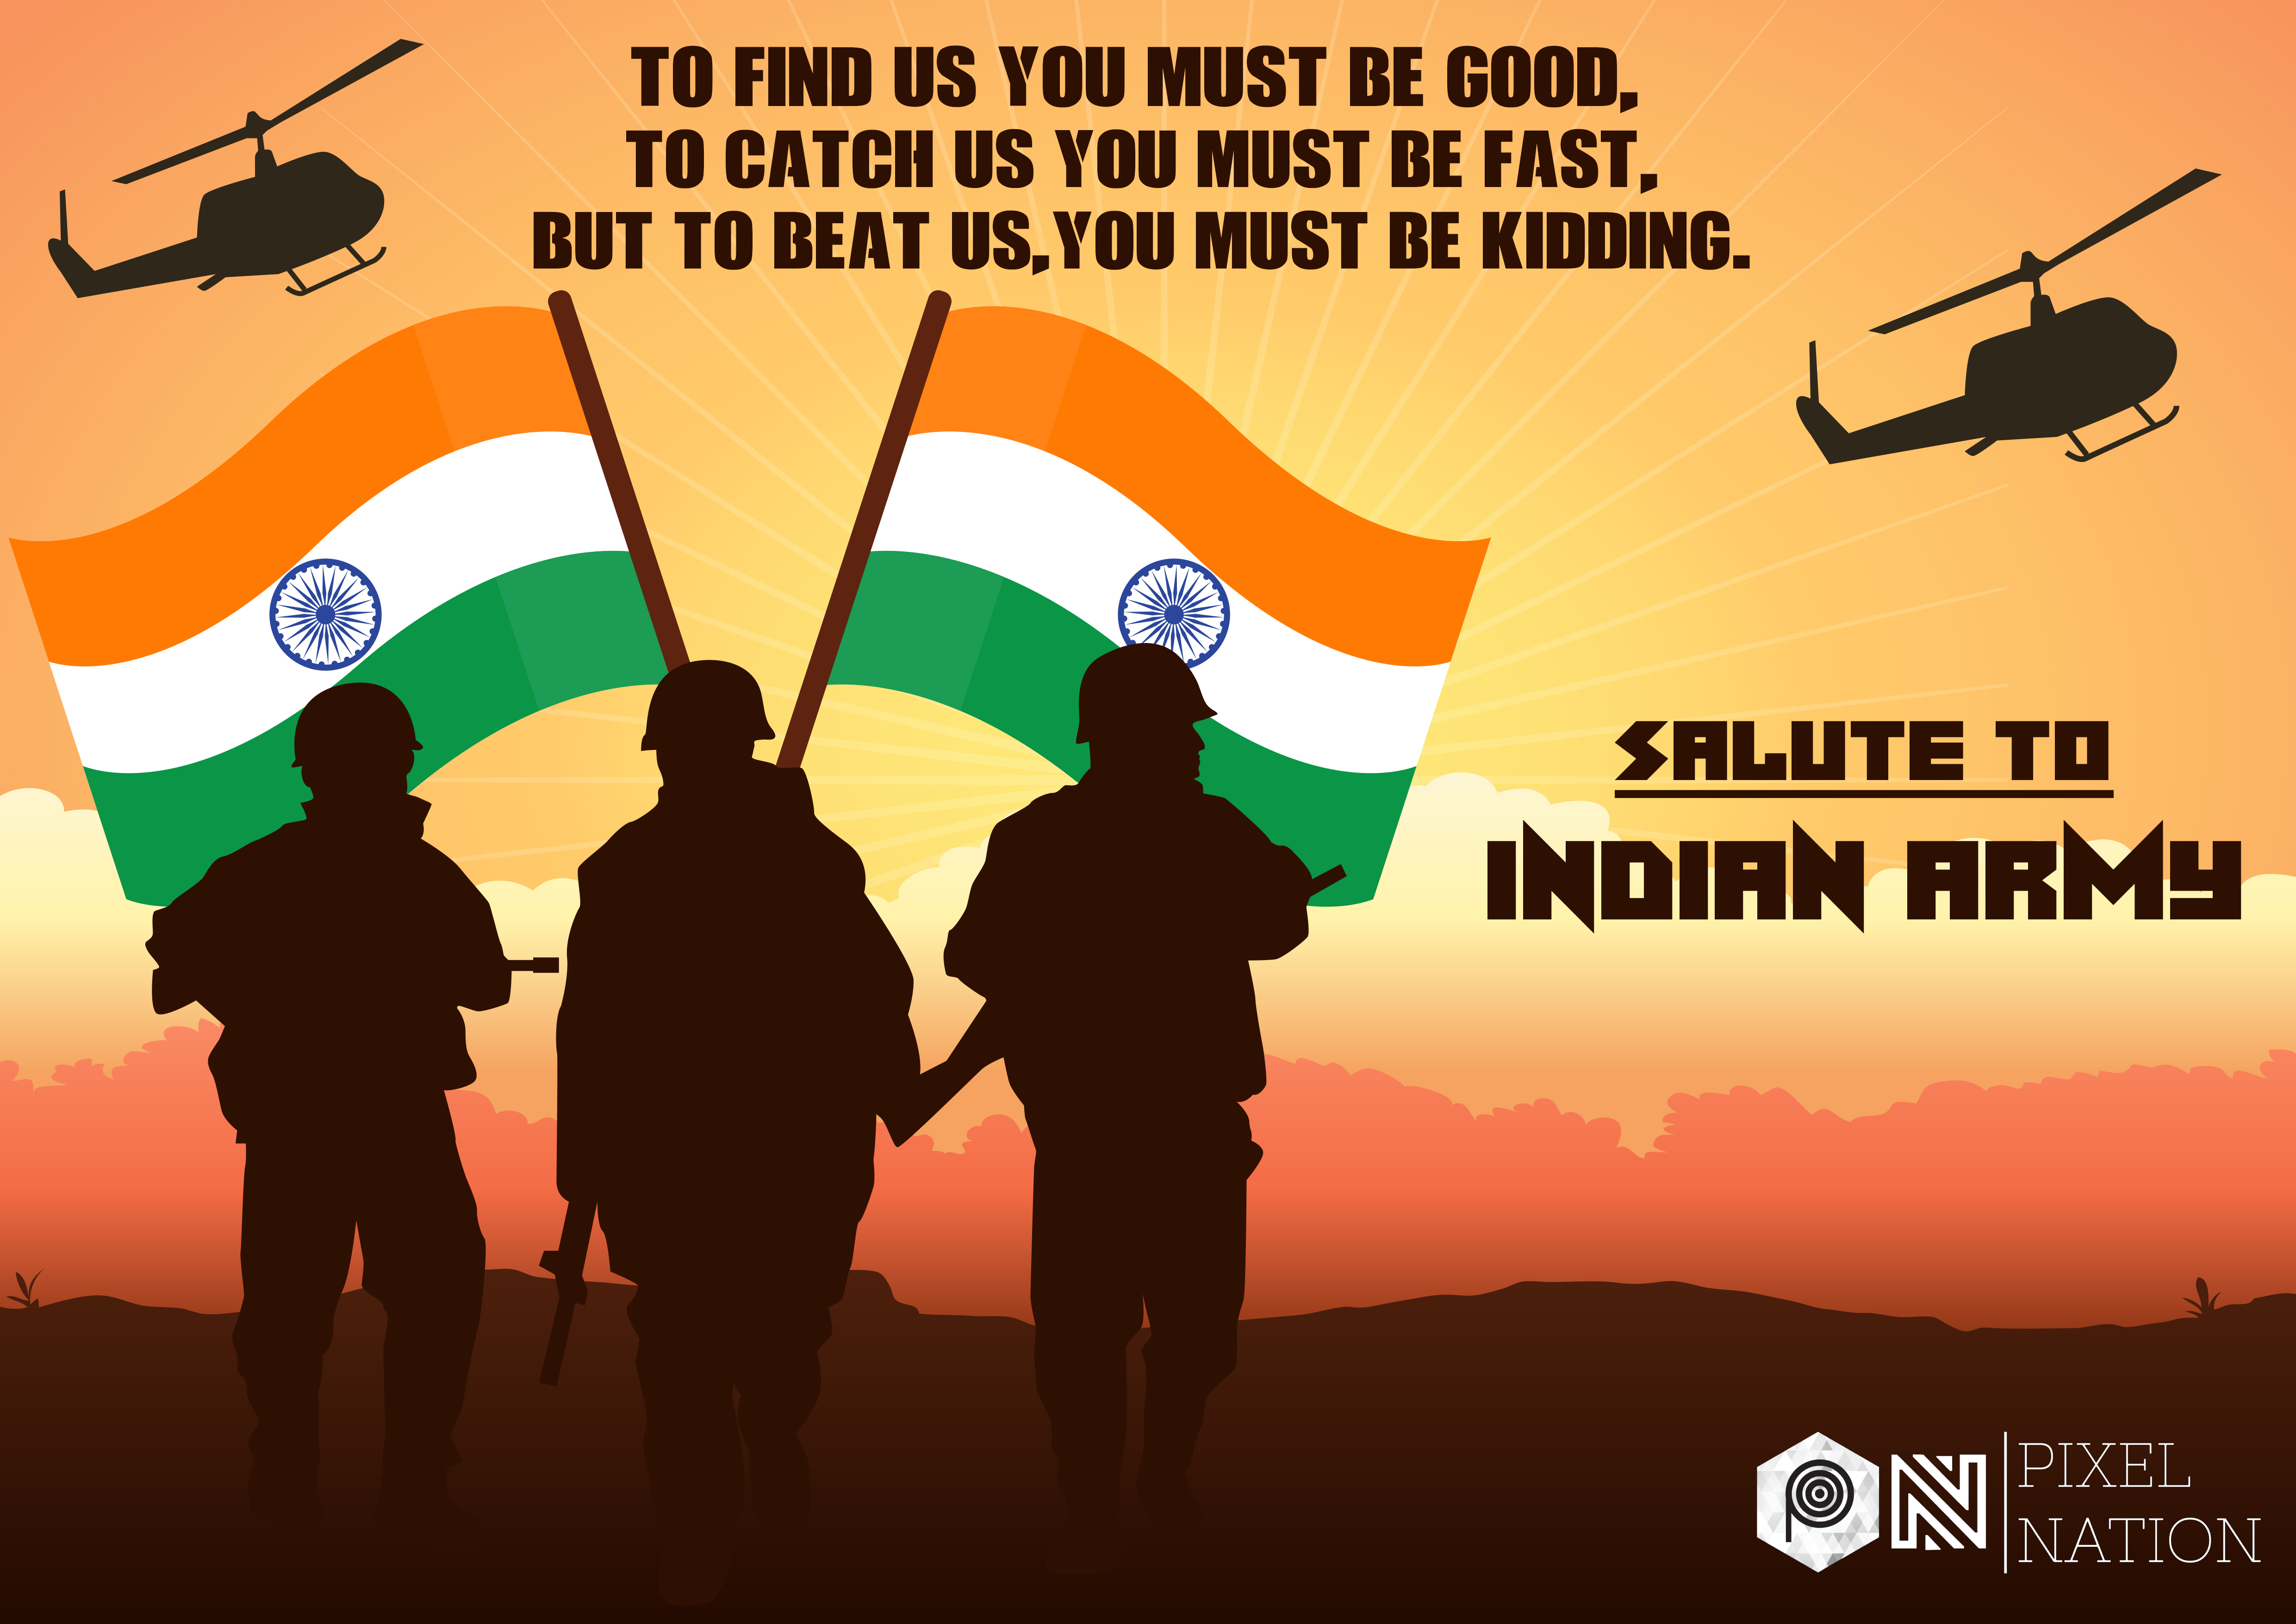 TO FIND US YOU MUST BE GOOD,
TO CATCH US YOU MUST BE FAST,
BUT TO BEAT US,YOU MUST BE KIDDING.
SALUTE TO
INDIAN ARMY
PN
PIXEL
NATION